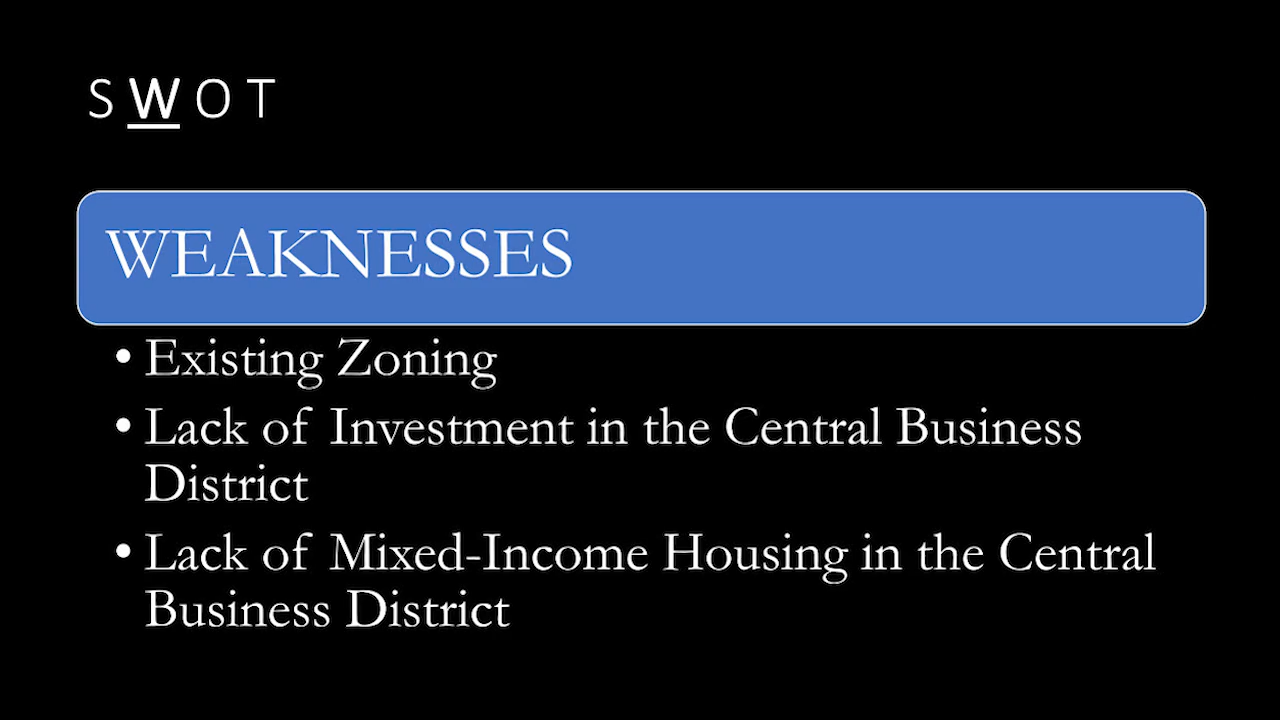 S W O T
WEAKNESSES
• Existing Zoning
• Lack of Investment in the Central Business
District
• Lack of Mixed-Income Housing in the Central
Business District